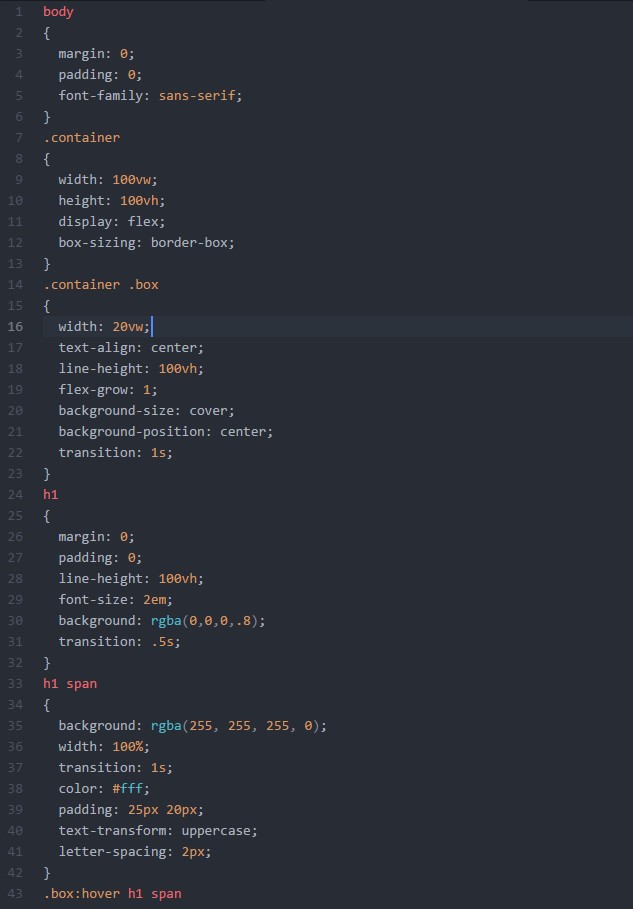 1 body
2 {
3 margin: 0;
4 padding: 0;
5 font-family: sans-serif;
6 }
7 .container
8 {
9 width: 100vw;
10 height: 100vh;
11 display: flex;
12 box-sizing: border-box;
13 }
14 .container .box
15 {
16 width: 20vw;
17 text-align: center;
18 line-height: 100vh;
19 flex-grow: 1;
20 background-size: cover;
21 background-position: center;
22 transition: 1s;
23 }
24 h1
25 {
26 margin: 0;
27 padding: 0;
28 line-height: 100vh;
29 font-size: 2em;
30 background: rgba(0,0,0,.8);
31 transition: .5s;
32 }
33 h1 span
34 {
35 background: rgba(255, 255, 255, 0);
36 width: 100%;
37 transition: 1s;
38 color: #fff;
39 padding: 25px 20px;
40 text-transform: uppercase;
41 letter-spacing: 2px;
42 }
43 .box:hover h1 span